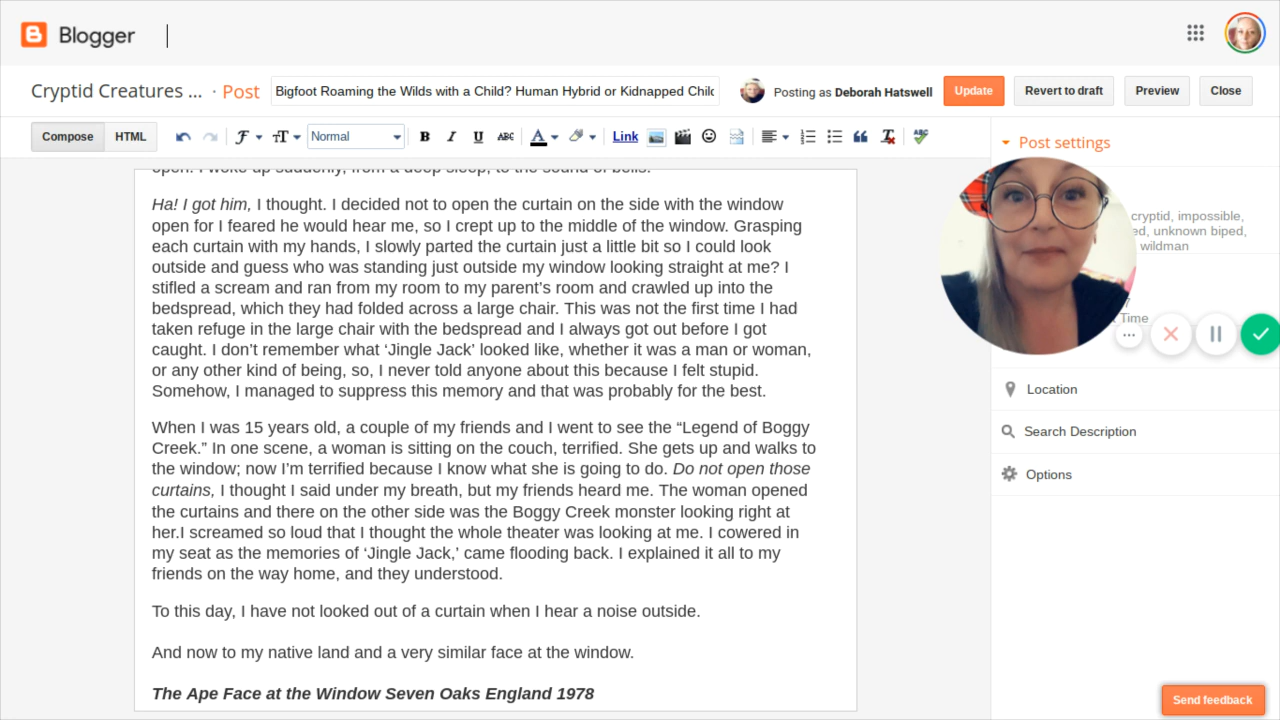 Blogger
Cryptid Creatures ... · Post
Bigfoot Roaming the Wilds with a Child? Human Hybrid or Kidnapped Child
Posting as Deborah Hatswell
Update
Revert to draft
Preview
Close
Compose
HTML
Normal
B I U ABC
A
Link
Post settings
cryptid, impossible,
unknown biped,
wildman
Time
Location
Search Description
Options
Send feedback
open! I woke up suddenly, from a deep sleep, to the sound of bells.
Ha! I got him, I thought. I decided not to open the curtain on the side with the window
open for I feared he would hear me, so I crept up to the middle of the window. Grasping
each curtain with my hands, I slowly parted the curtain just a little bit so I could look
outside and guess who was standing just outside my window looking straight at me? I
stifled a scream and ran from my room to my parent's room and crawled up into the
bedspread, which they had folded across a large chair. This was not the first time I had
taken refuge in the large chair with the bedspread and I always got out before I got
caught. I don't remember what ‘Jingle Jack’ looked like, whether it was a man or woman,
or any other kind of being, so, I never told anyone about this because I felt stupid.
Somehow, I managed to suppress this memory and that was probably for the best.
When I was 15 years old, a couple of my friends and I went to see the “Legend of Boggy
Creek.” In one scene, a woman is sitting on the couch, terrified. She gets up and walks to
the window; now I'm terrified because I know what she is going to do. Do not open those
curtains, I thought I said under my breath, but my friends heard me. The woman opened
the curtains and there on the other side was the Boggy Creek monster looking right at
her.I screamed so loud that I thought the whole theater was looking at me. I cowered in
my seat as the memories of ‘Jingle Jack,’ came flooding back. I explained it all to my
friends on the way home, and they understood.
To this day, I have not looked out of a curtain when I hear a noise outside.
And now to my native land and a very similar face at the window.
The Ape Face at the Window Seven Oaks England 1978